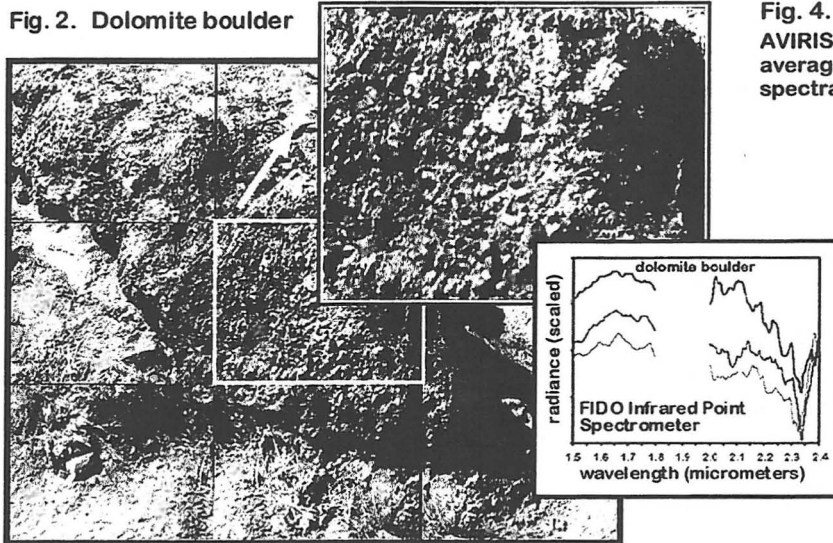 Fig. 2. Dolomite boulder
Fig. 4.
AVIRIS
averag
spectra
dolomite boulder
radiance (scaled)
FIDO Infrared Point
Spectrometer
1.5 1.6 1.7 1.8 1.9 2.0 2.1 2.2 2.3 2.4
wavelength (micrometers)